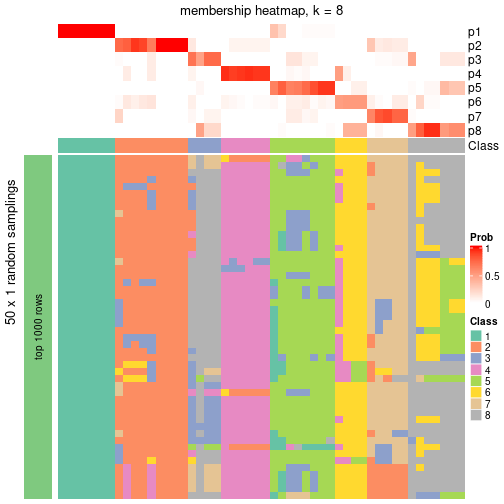 membership heatmap, k = 8
p1
p2
p3
p4
p5
p6
p7
p8
Class
50 x 1 random samplings
top 1000 rows
Prob
1
0.5
0
Class
1
2
3
4
5
6
7
8